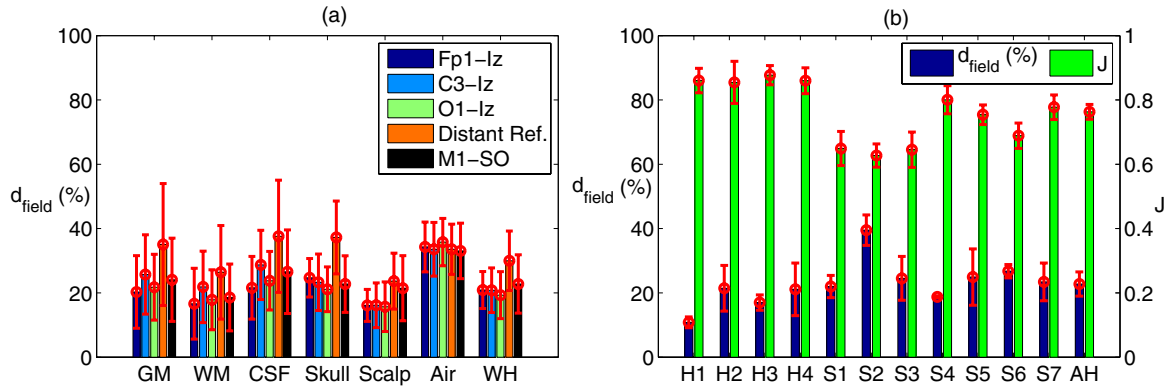 (a)
100
80
60
40
20
0
d_field (%)
Fp1-Iz
C3-Iz
O1-Iz
Distant Ref.
M1-SO
GM WM CSF Skull Scalp Air WH
(b)
100
80
60
40
20
0
d_field (%)
d_field (%) J
1
0.8
0.6
0.4
0.2
0
J
H1 H2 H3 H4 S1 S2 S3 S4 S5 S6 S7 AH